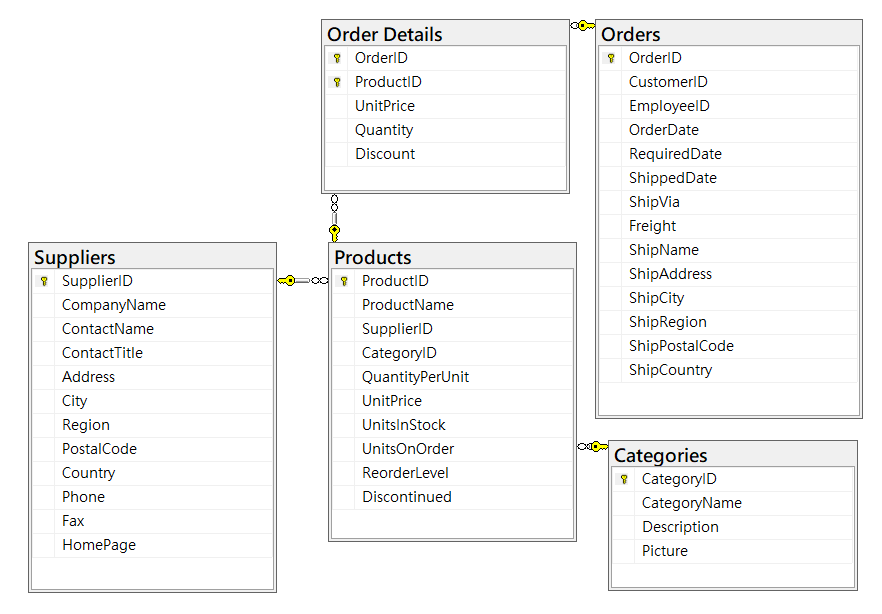 Order Details
OrderID
ProductID
UnitPrice
Quantity
Discount
Orders
OrderID
CustomerID
EmployeeID
OrderDate
RequiredDate
ShippedDate
ShipVia
Freight
ShipName
ShipAddress
ShipCity
ShipRegion
ShipPostalCode
ShipCountry
Suppliers
SupplierID
CompanyName
ContactName
ContactTitle
Address
City
Region
PostalCode
Country
Phone
Fax
HomePage
Products
ProductID
ProductName
SupplierID
CategoryID
QuantityPerUnit
UnitPrice
UnitsInStock
UnitsOnOrder
ReorderLevel
Discontinued
Categories
CategoryID
CategoryName
Description
Picture